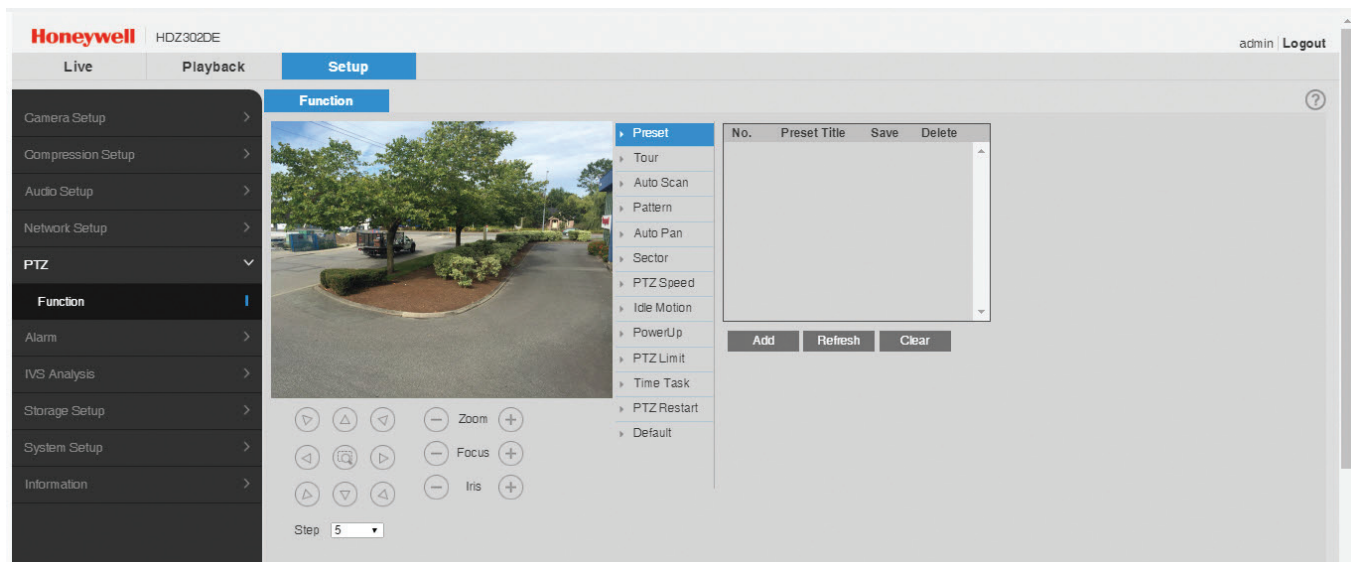 Honeywell HDZ302DE
admin | Logout
Live Playback Setup
Function
Camera Setup
Compression Setup
Audio Setup
Network Setup
PTZ
Function
Alarm
IVS Analysis
Storage Setup
System Setup
Information
Zoom
Focus
Iris
Step 5
Preset
Tour
Auto Scan
Pattern
Auto Pan
Sector
PTZ Speed
Idle Motion
PowerUp
PTZ Limit
Time Task
PTZ Restart
Default
No. Preset Title Save Delete
Add Refresh Clear